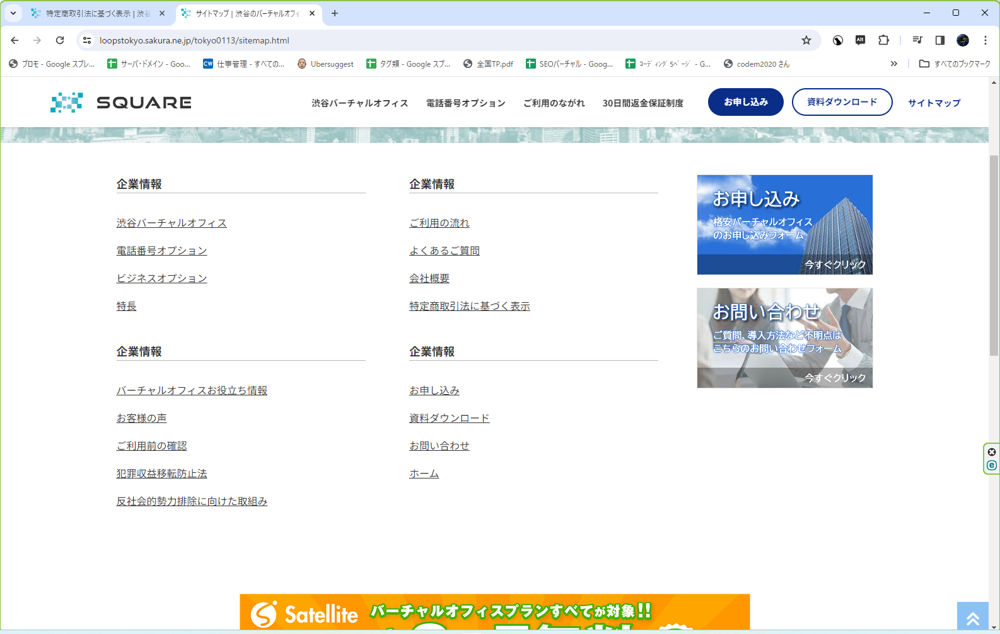 特定商取引法に基づく表示 | 渋谷
サイトマップ | 渋谷のバーチャルオフィ
loopstokyo.sakura.ne.jp/tokyo0113/sitemap.html
プロモ - Google スプレ...
サーバ・ドメイン - Goo...
CW 仕事管理 - すべての...
Ubersuggest
タグ類 - Google スプ...
全国TP.pdf
SEOバーチャル - Goog...
コーディング 5ページ - G...
codem2020 さん
すべてのブックマーク
SQUARE
渋谷バーチャルオフィス
電話番号オプション
ご利用のながれ
30日間返金保証制度
お申し込み
資料ダウンロード
サイトマップ
企業情報
渋谷バーチャルオフィス
電話番号オプション
ビジネスオプション
特長
企業情報
ご利用の流れ
よくあるご質問
会社概要
特定商取引法に基づく表示
お申し込み
格安バーチャルオフィス
のお申し込みフォーム
今すぐクリック
お問い合わせ
ご質問、導入方法など不明点は
こちらのお問い合わせフォーム
今すぐクリック
企業情報
バーチャルオフィスお役立ち情報
お客様の声
ご利用前の確認
犯罪収益移転防止法
反社会的勢力排除に向けた取組み
企業情報
お申し込み
資料ダウンロード
お問い合わせ
ホーム
Satellite
バーチャルオフィスプランすべてが対象!!